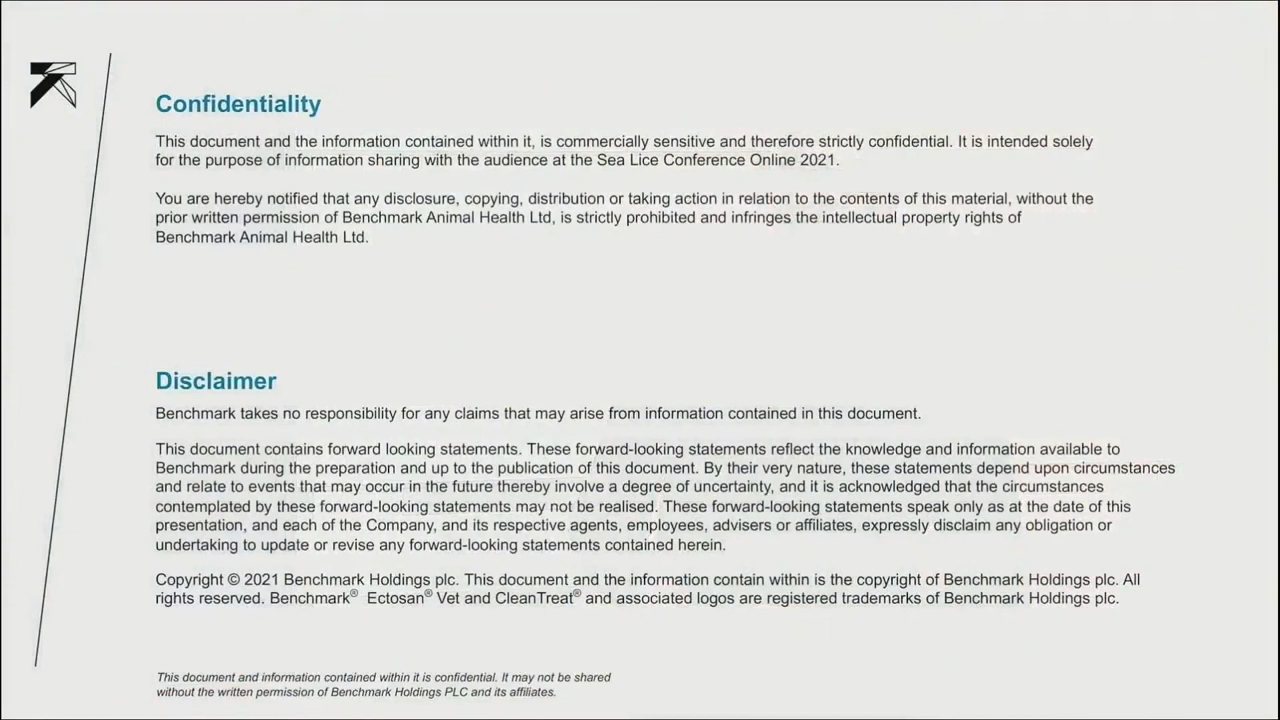 Confidentiality
This document and the information contained within it, is commercially sensitive and therefore strictly confidential. It is intended solely
for the purpose of information sharing with the audience at the Sea Lice Conference Online 2021.
You are hereby notified that any disclosure, copying, distribution or taking action in relation to the contents of this material, without the
prior written permission of Benchmark Animal Health Ltd, is strictly prohibited and infringes the intellectual property rights of
Benchmark Animal Health Ltd.
Disclaimer
Benchmark takes no responsibility for any claims that may arise from information contained in this document.
This document contains forward looking statements. These forward-looking statements reflect the knowledge and information available to
Benchmark during the preparation and up to the publication of this document. By their very nature, these statements depend upon circumstances
and relate to events that may occur in the future thereby involve a degree of uncertainty, and it is acknowledged that the circumstances
contemplated by these forward-looking statements may not be realised. These forward-looking statements speak only as at the date of this
presentation, and each of the Company, and its respective agents, employees, advisers or affiliates, expressly disclaim any obligation or
undertaking to update or revise any forward-looking statements contained herein.
Copyright © 2021 Benchmark Holdings plc. This document and the information contain within is the copyright of Benchmark Holdings plc. All
rights reserved. Benchmark® Ectosan® Vet and CleanTreat® and associated logos are registered trademarks of Benchmark Holdings plc.
This document and information contained within it is confidential. It may not be shared
without the written permission of Benchmark Holdings PLC and its affiliates.